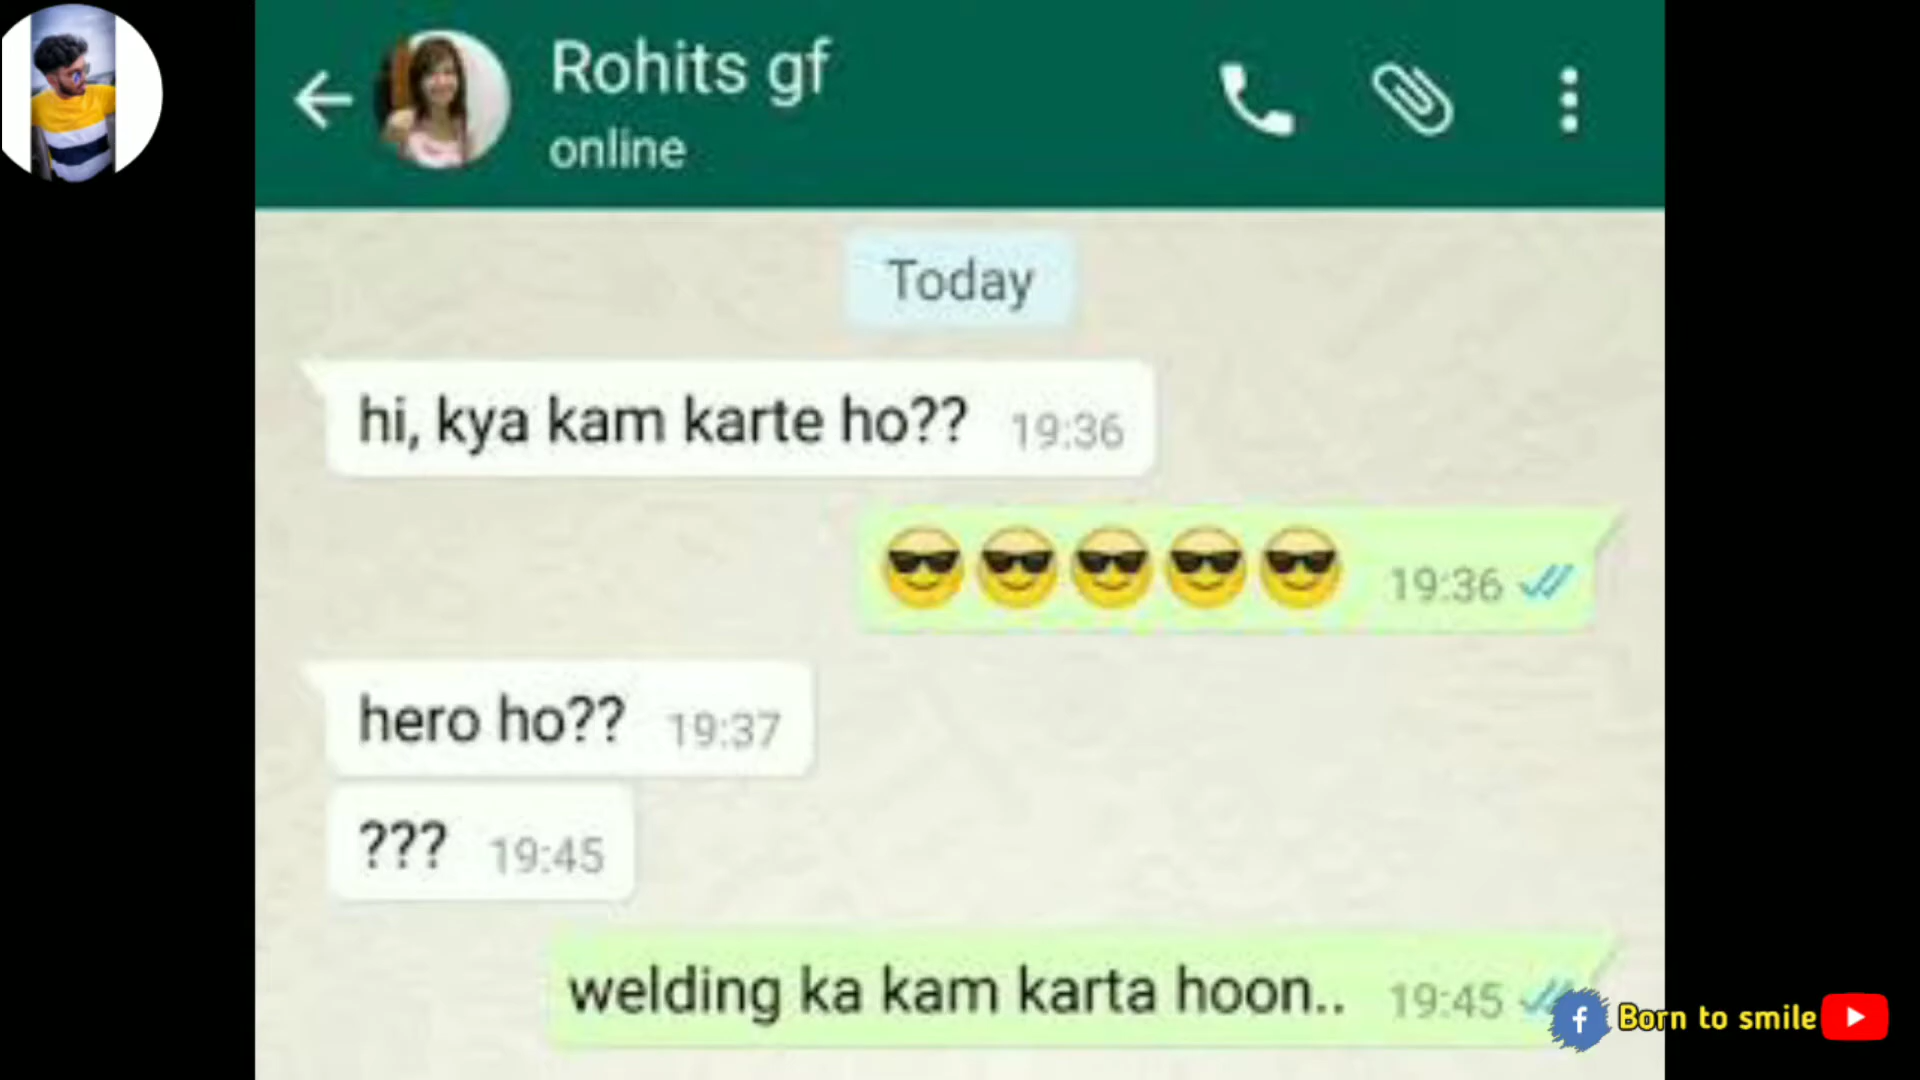 Rohits gf
online
Today
hi, kya kam karte ho?? 19:36
😎😎😎😎😎 19:36
hero ho?? 19:37
??? 19:45
welding ka kam karta hoon.. 19:45
f Born to smile